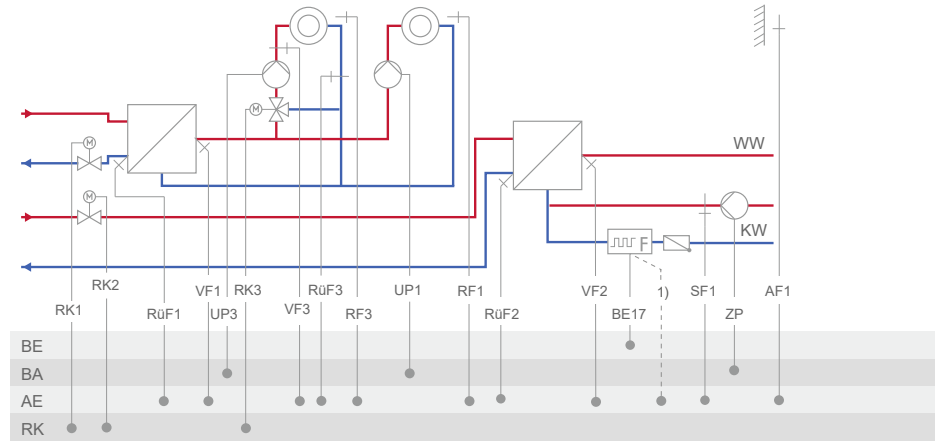 M
M
M
WW
KW
F
RK1
RK2
RüF1
VF1
UP3
RK3
VF3
RüF3
RF3
UP1
RF1
RüF2
VF2
BE17
1)
SF1
ZP
AF1
BE
BA
AE
RK